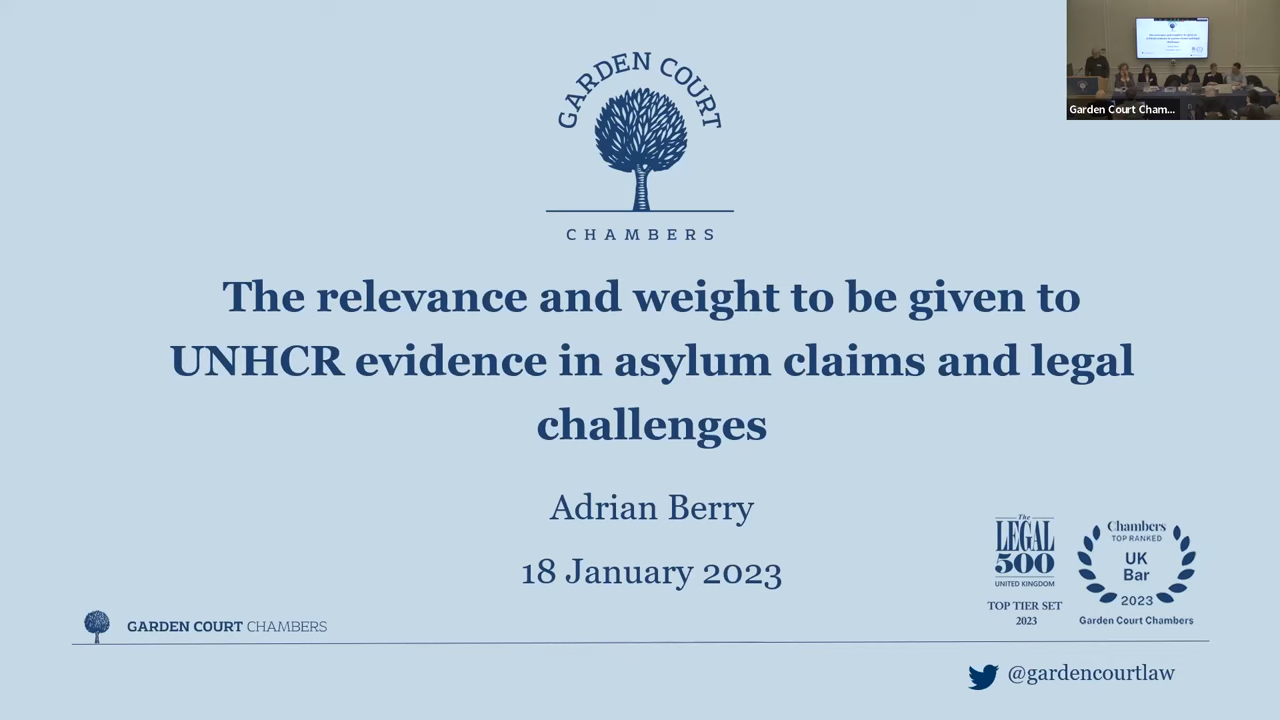 GARDEN COURT
CHAMBERS
Garden Court Cham...
The relevance and weight to be given to
UNHCR evidence in asylum claims and legal
challenges
Adrian Berry
18 January 2023
The
LEGAL
500
UNITED KINGDOM
TOP TIER SET
2023
Chambers
TOP RANKED
UK
Bar
2023
Garden Court Chambers
GARDEN COURT CHAMBERS
@gardencourtlaw